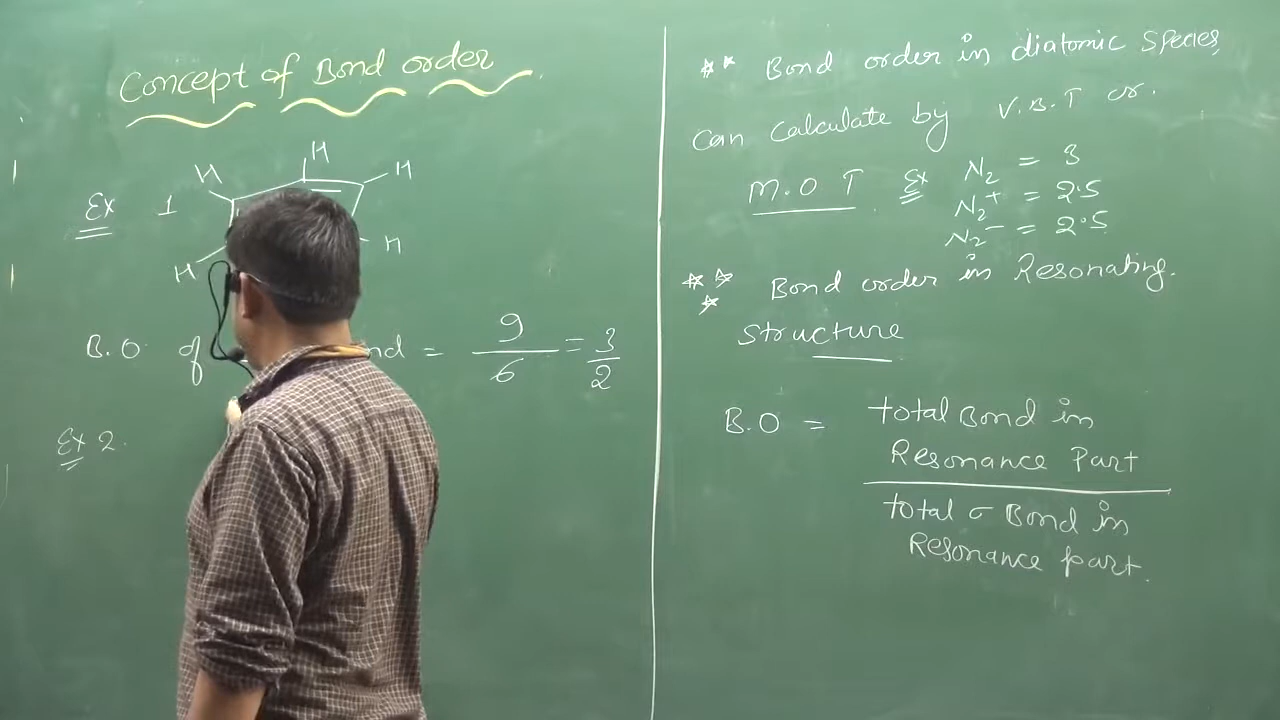 Concept of Bond order
Ex 1
H
H
H
H
H
B.O of nd = 9/6 = 3/2
Ex 2.
** Bond order in diatomic species,
can calculate by V.B.T or.
M.O T Ex N₂ = 3
N₂⁺ = 2.5
N₂⁻ = 2.5
*** Bond order in Resonating.
structure
B.O = total Bond in
Resonance Part
total σ Bond in
Resonance part.